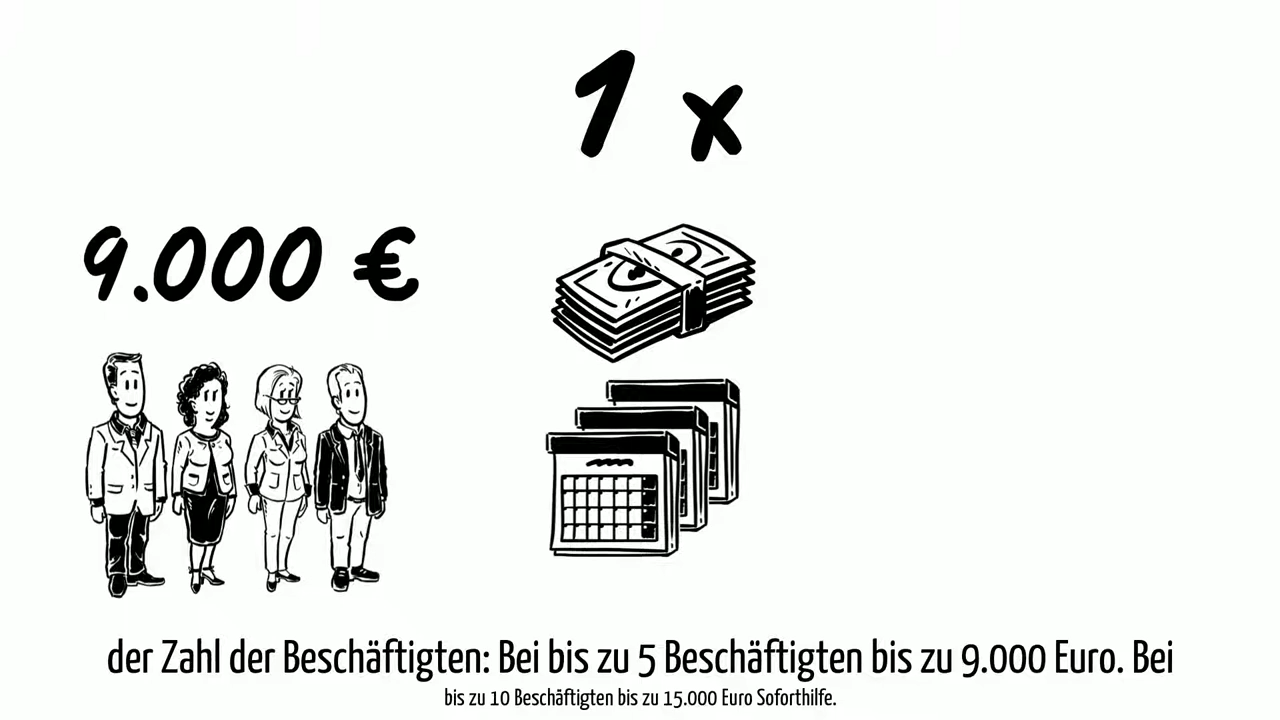 1 x
9.000 €
der Zahl der Beschäftigten: Bei bis zu 5 Beschäftigten bis zu 9.000 Euro. Bei
bis zu 10 Beschäftigten bis zu 15.000 Euro Soforthilfe.